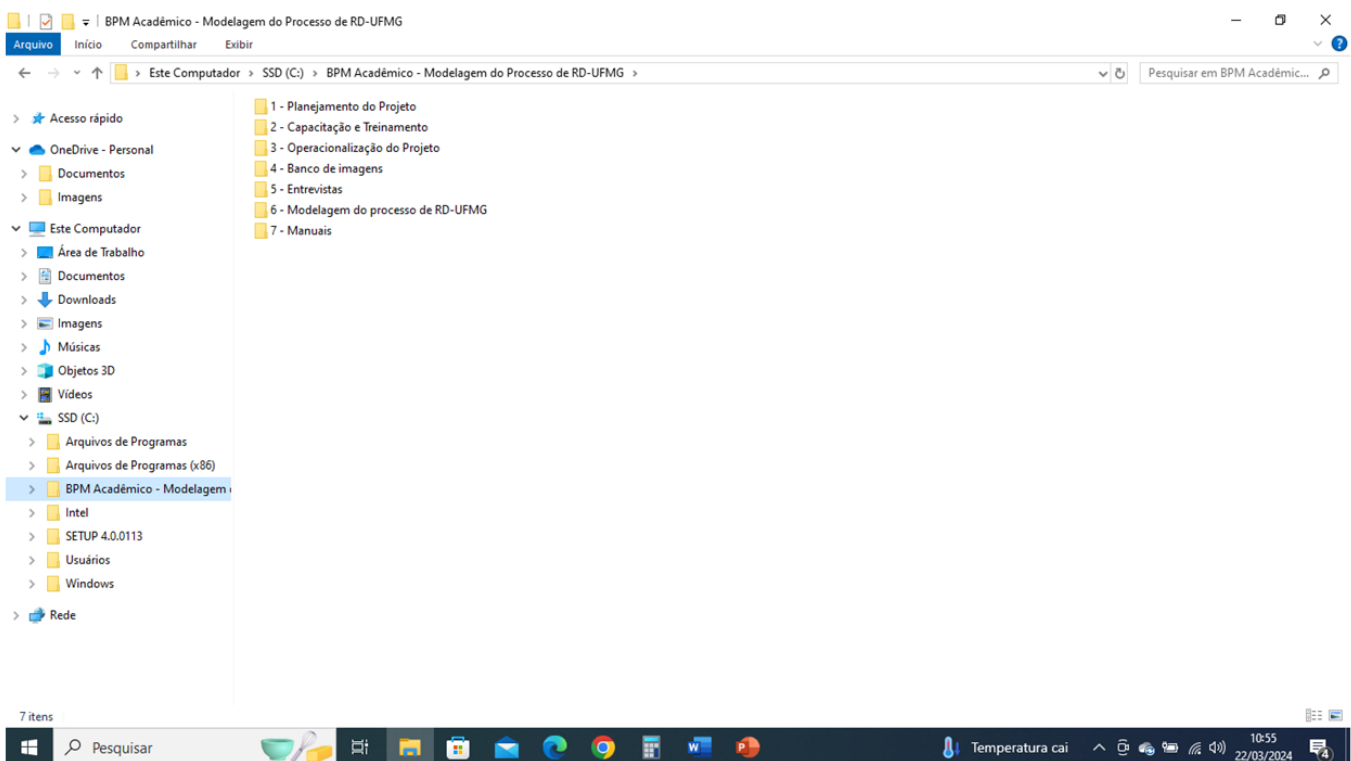 BPM Acadêmico - Modelagem do Processo de RD-UFMG
Arquivo Início Compartilhar Exibir
Este Computador > SSD (C:) > BPM Acadêmico - Modelagem do Processo de RD-UFMG >
Pesquisar em BPM Acadêmic...
Acesso rápido
OneDrive - Personal
Documentos
Imagens
Este Computador
Área de Trabalho
Documentos
Downloads
Imagens
Músicas
Objetos 3D
Vídeos
SSD (C:)
Arquivos de Programas
Arquivos de Programas (x86)
BPM Acadêmico - Modelagem
Intel
SETUP 4.0.0113
Usuários
Windows
Rede
1 - Planejamento do Projeto
2 - Capacitação e Treinamento
3 - Operacionalização do Projeto
4 - Banco de imagens
5 - Entrevistas
6 - Modelagem do processo de RD-UFMG
7 - Manuais
7 itens
Pesquisar
Temperatura cai
10:55
22/03/2024
4